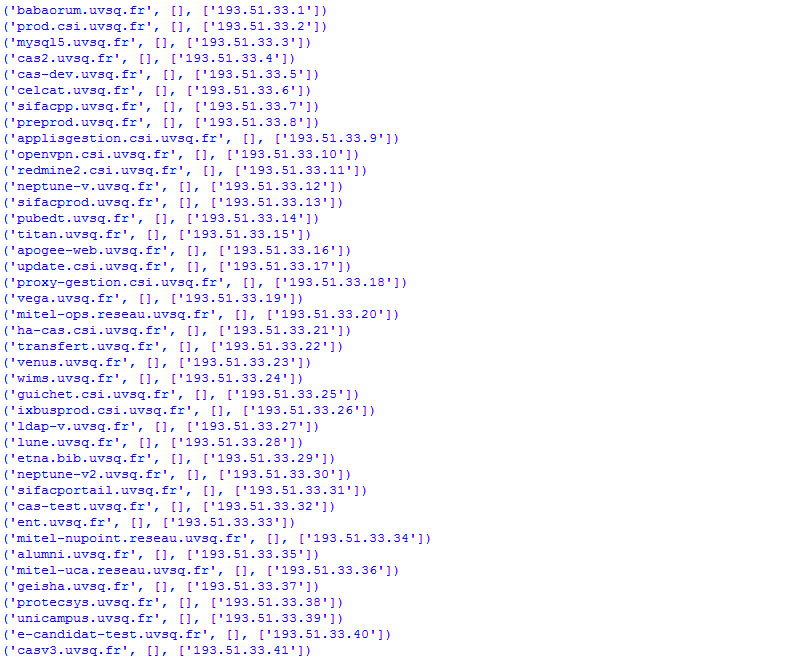 ('babaorum.uvsq.fr', [], ['193.51.33.1'])
('prod.csi.uvsq.fr', [], ['193.51.33.2'])
('mysql5.uvsq.fr', [], ['193.51.33.3'])
('cas2.uvsq.fr', [], ['193.51.33.4'])
('cas-dev.uvsq.fr', [], ['193.51.33.5'])
('celcat.uvsq.fr', [], ['193.51.33.6'])
('sifacpp.uvsq.fr', [], ['193.51.33.7'])
('preprod.uvsq.fr', [], ['193.51.33.8'])
('applisgestion.csi.uvsq.fr', [], ['193.51.33.9'])
('openvpn.csi.uvsq.fr', [], ['193.51.33.10'])
('redmine2.csi.uvsq.fr', [], ['193.51.33.11'])
('neptune-v.uvsq.fr', [], ['193.51.33.12'])
('sifacprod.uvsq.fr', [], ['193.51.33.13'])
('pubedt.uvsq.fr', [], ['193.51.33.14'])
('titan.uvsq.fr', [], ['193.51.33.15'])
('apogee-web.uvsq.fr', [], ['193.51.33.16'])
('update.csi.uvsq.fr', [], ['193.51.33.17'])
('proxy-gestion.csi.uvsq.fr', [], ['193.51.33.18'])
('vega.uvsq.fr', [], ['193.51.33.19'])
('mitel-ops.reseau.uvsq.fr', [], ['193.51.33.20'])
('ha-cas.csi.uvsq.fr', [], ['193.51.33.21'])
('transfert.uvsq.fr', [], ['193.51.33.22'])
('venus.uvsq.fr', [], ['193.51.33.23'])
('wims.uvsq.fr', [], ['193.51.33.24'])
('guichet.csi.uvsq.fr', [], ['193.51.33.25'])
('ixbusprod.csi.uvsq.fr', [], ['193.51.33.26'])
('ldap-v.uvsq.fr', [], ['193.51.33.27'])
('lune.uvsq.fr', [], ['193.51.33.28'])
('etna.bib.uvsq.fr', [], ['193.51.33.29'])
('neptune-v2.uvsq.fr', [], ['193.51.33.30'])
('sifacportail.uvsq.fr', [], ['193.51.33.31'])
('cas-test.uvsq.fr', [], ['193.51.33.32'])
('ent.uvsq.fr', [], ['193.51.33.33'])
('mitel-nupoint.reseau.uvsq.fr', [], ['193.51.33.34'])
('alumni.uvsq.fr', [], ['193.51.33.35'])
('mitel-uca.reseau.uvsq.fr', [], ['193.51.33.36'])
('geisha.uvsq.fr', [], ['193.51.33.37'])
('protecsys.uvsq.fr', [], ['193.51.33.38'])
('unicampus.uvsq.fr', [], ['193.51.33.39'])
('e-candidat-test.uvsq.fr', [], ['193.51.33.40'])
('casv3.uvsq.fr', [], ['193.51.33.41'])